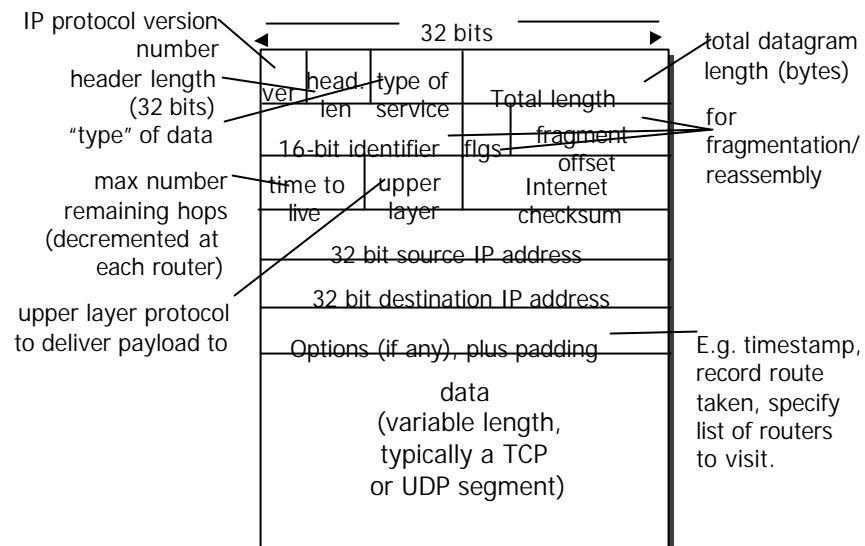 IP protocol version
number
header length
(32 bits)
“type” of data
max number
remaining hops
(decremented at
each router)
upper layer protocol
to deliver payload to
32 bits
ver
head.
len
type of
service
Total length
16-bit identifier
flgs
fragment
offset
time to
live
upper
layer
Internet
checksum
32 bit source IP address
32 bit destination IP address
Options (if any), plus padding
data
(variable length,
typically a TCP
or UDP segment)
total datagram
length (bytes)
for
fragmentation/
reassembly
E.g. timestamp,
record route
taken, specify
list of routers
to visit.